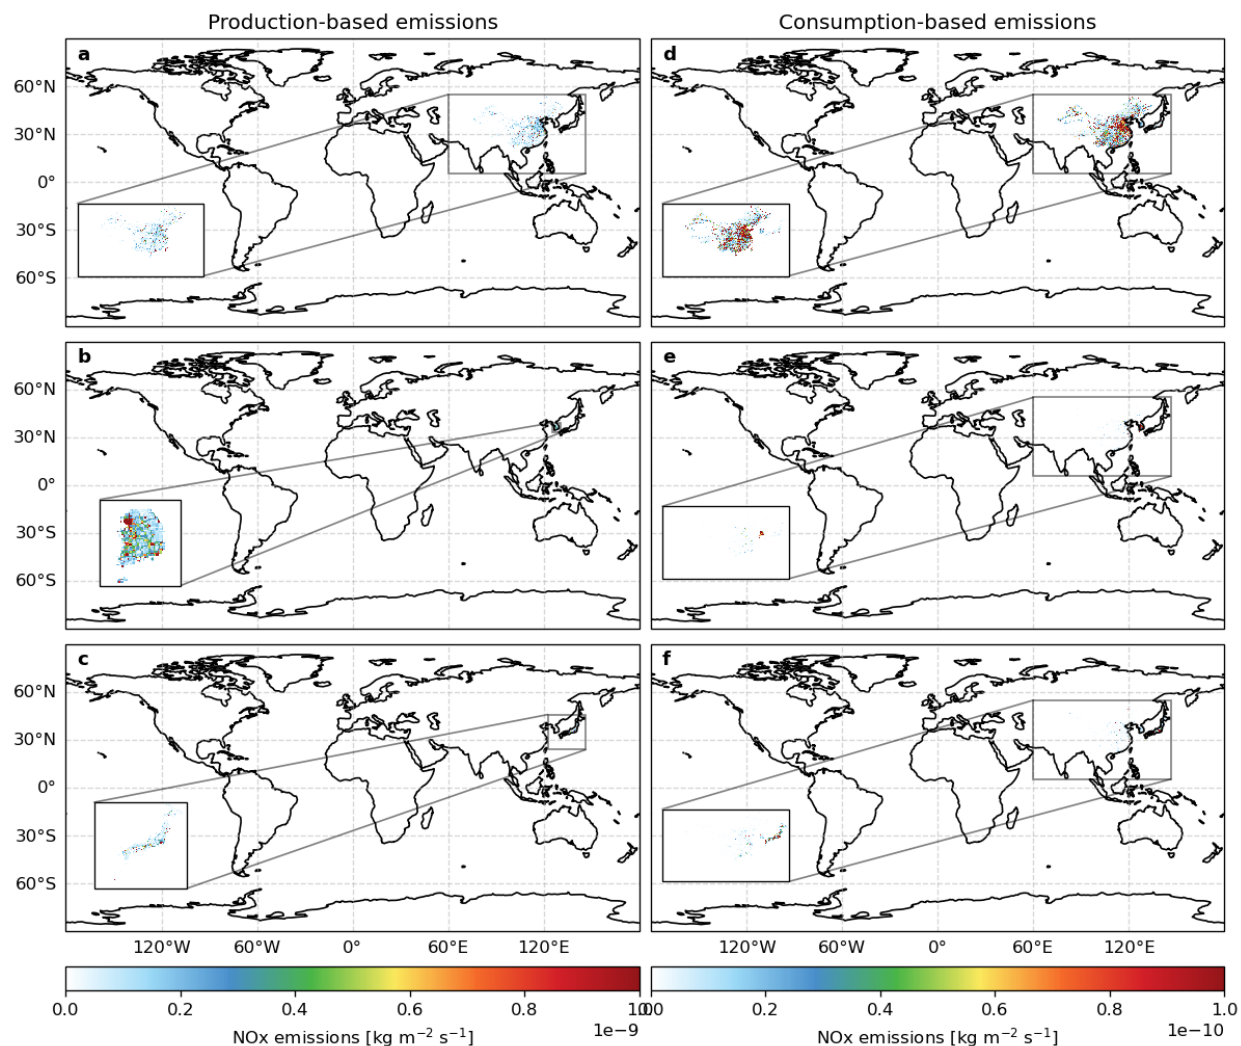 Production-based emissions
Consumption-based emissions
a
d
60°N
30°N
0°
30°S
60°S
b
e
60°N
30°N
0°
30°S
60°S
c
f
60°N
30°N
0°
30°S
60°S
120°W 60°W 0° 60°E 120°E
120°W 60°W 0° 60°E 120°E
0.0 0.2 0.4 0.6 0.8 1.0
1e−9
NOx emissions [kg m⁻² s⁻¹]
0.0 0.2 0.4 0.6 0.8 1.0
1e−10
NOx emissions [kg m⁻² s⁻¹]